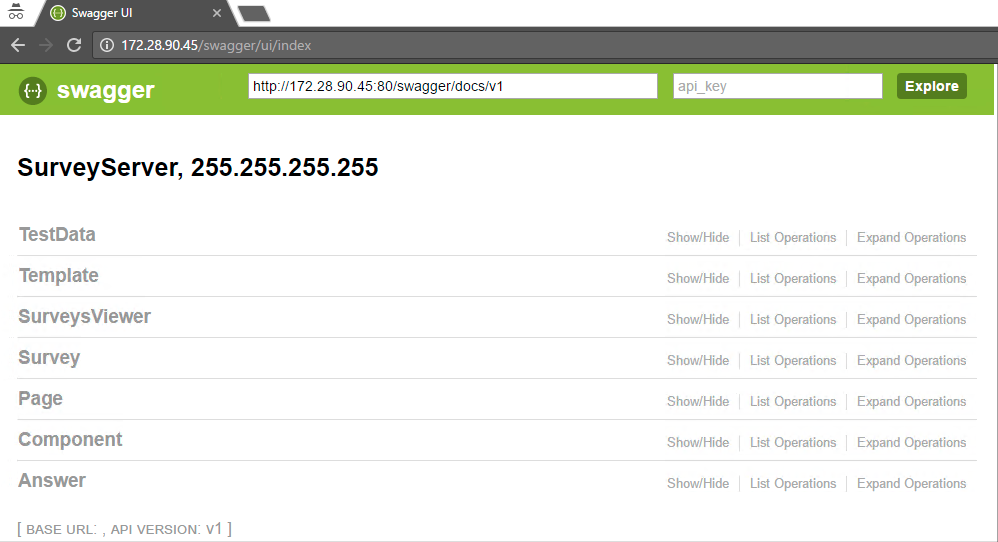 Swagger UI
172.28.90.45/swagger/ui/index
{··} swagger http://172.28.90.45:80/swagger/docs/v1 api_key Explore
SurveyServer, 255.255.255.255
TestData Show/Hide List Operations Expand Operations
Template Show/Hide List Operations Expand Operations
SurveysViewer Show/Hide List Operations Expand Operations
Survey Show/Hide List Operations Expand Operations
Page Show/Hide List Operations Expand Operations
Component Show/Hide List Operations Expand Operations
Answer Show/Hide List Operations Expand Operations
[ BASE URL: , API VERSION: V1 ]